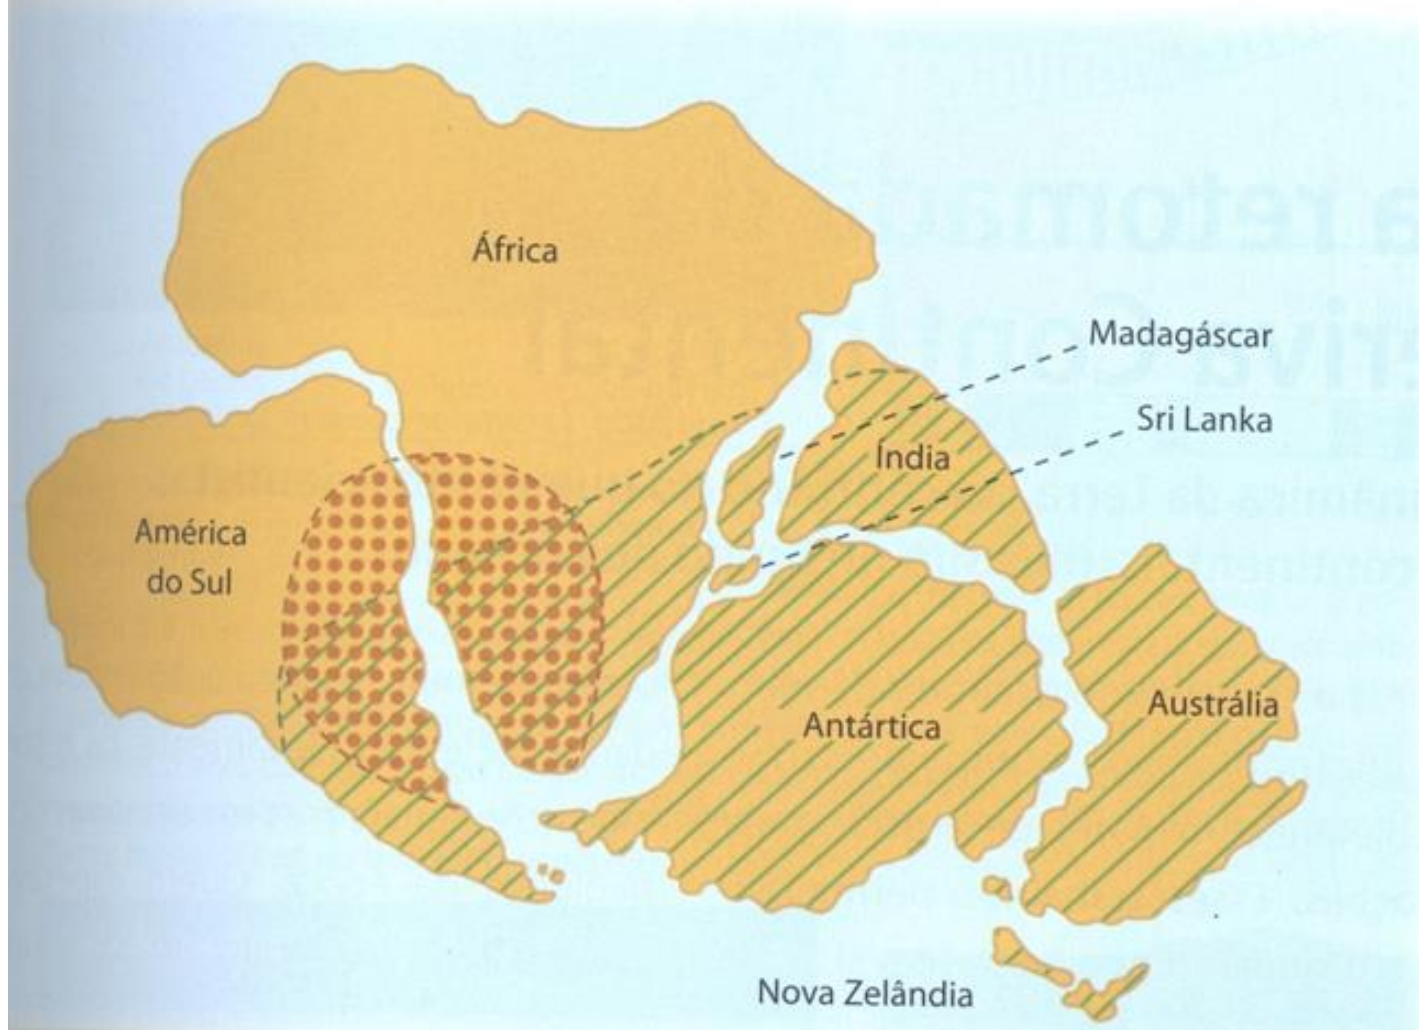 África
Madagáscar
Sri Lanka
Índia
América
do Sul
Antártica
Austrália
Nova Zelândia